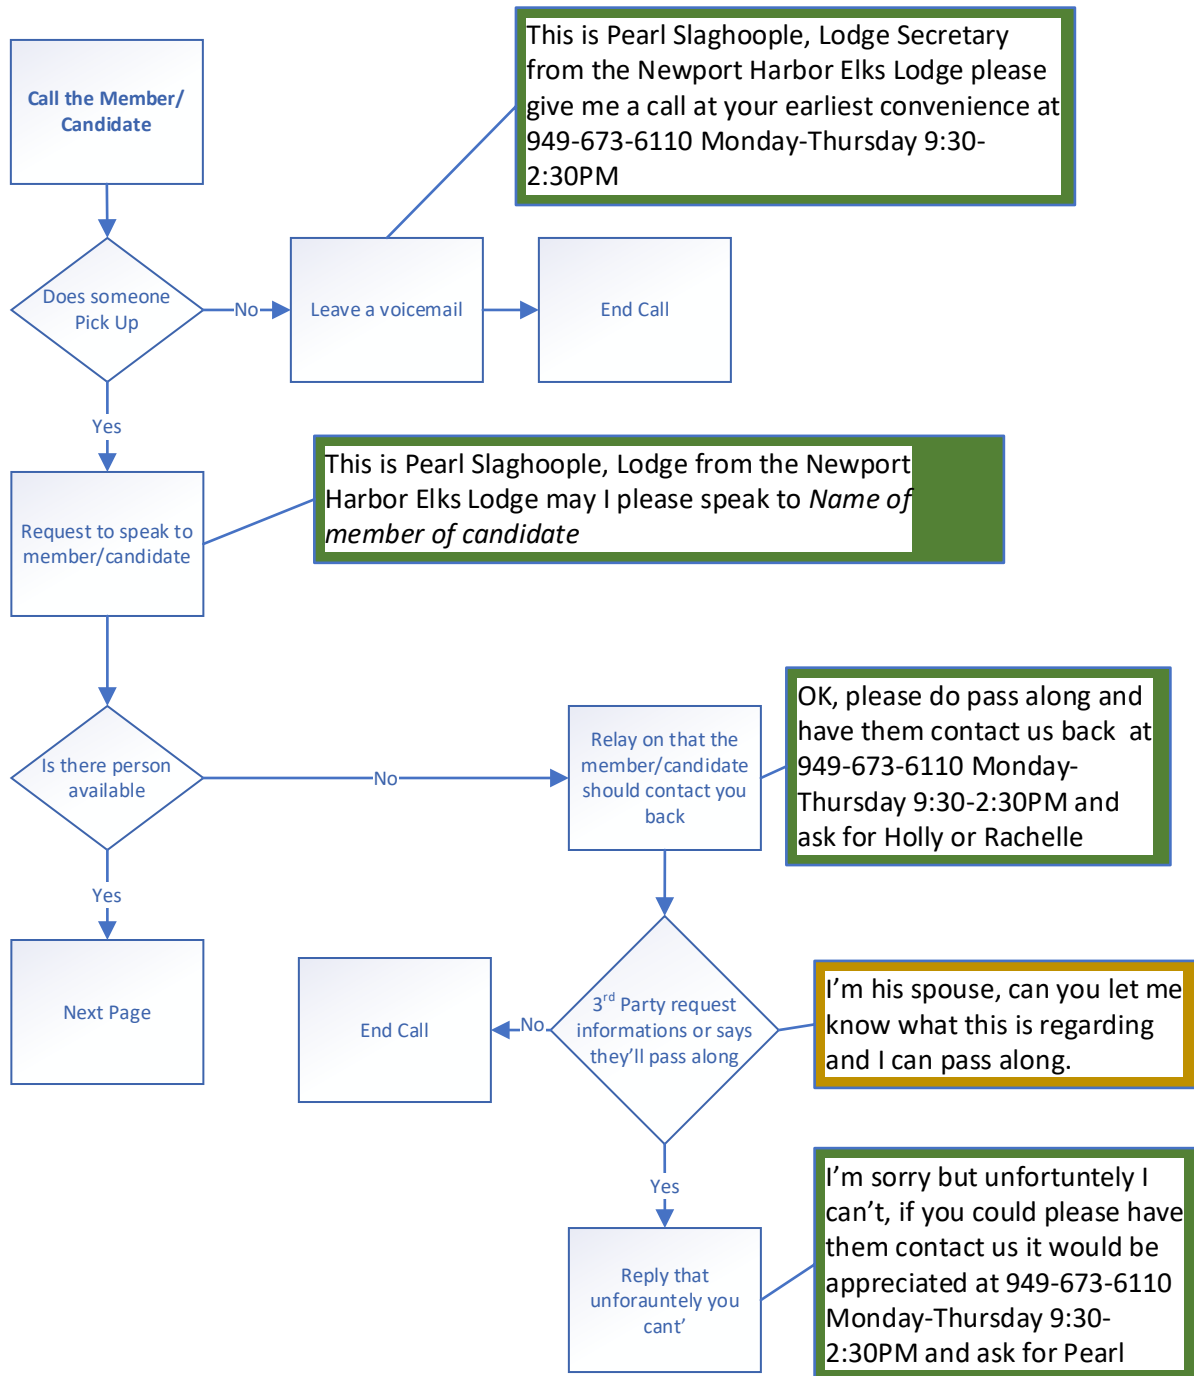 Call the Member/
Candidate
This is Pearl Slaghoople, Lodge Secretary
from the Newport Harbor Elks Lodge please
give me a call at your earliest convenience at
949-673-6110 Monday-Thursday 9:30-
2:30PM
Does someone
Pick Up
No
Leave a voicemail
End Call
Yes
Request to speak to
member/candidate
This is Pearl Slaghoople, Lodge from the Newport
Harbor Elks Lodge may I please speak to Name of
member of candidate
Is there person
available
No
Relay on that the
member/candidate
should contact you
back
OK, please do pass along and
have them contact us back  at
949-673-6110 Monday-
Thursday 9:30-2:30PM and
ask for Holly or Rachelle
Yes
Next Page
3rd Party request
informations or says
they'll pass along
No
End Call
I'm his spouse, can you let me
know what this is regarding
and I can pass along.
Yes
Reply that
unforauntely you
cant'
I'm sorry but unfortuntely I
can't, if you could please have
them contact us it would be
appreciated at 949-673-6110
Monday-Thursday 9:30-
2:30PM and ask for Pearl